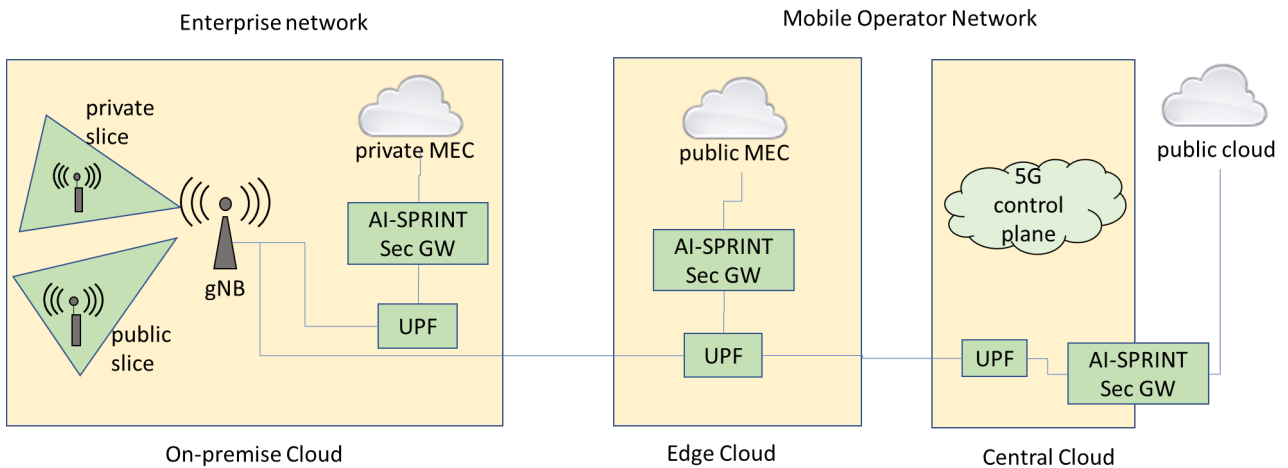 Enterprise network
Mobile Operator Network
private
slice
private MEC
AI-SPRINT
Sec GW
gNB
UPF
public
slice
On-premise Cloud
public MEC
AI-SPRINT
Sec GW
UPF
Edge Cloud
5G
control
plane
UPF
AI-SPRINT
Sec GW
public cloud
Central Cloud